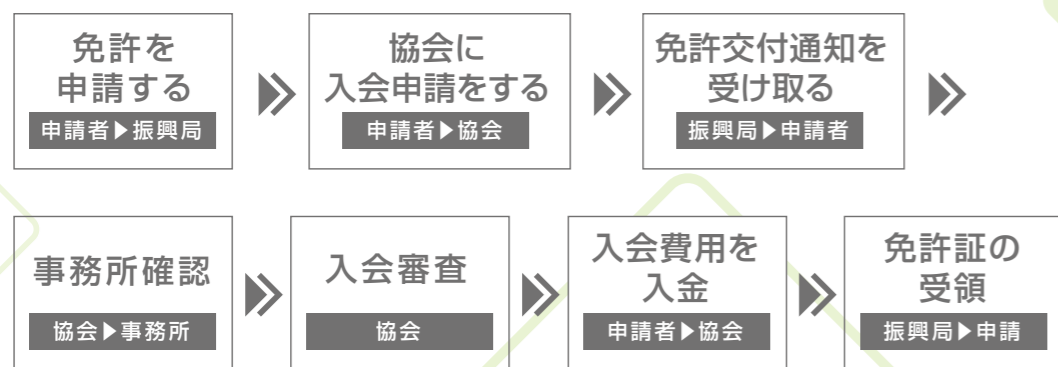 免許を
申請する
申請者▶振興局
協会に
入会申請をする
申請者▶協会
免許交付通知を
受け取る
振興局▶申請者
事務所確認
協会▶事務所
入会審査
協会
入会費用を
入金
申請者▶協会
免許証の
受領
振興局▶申請